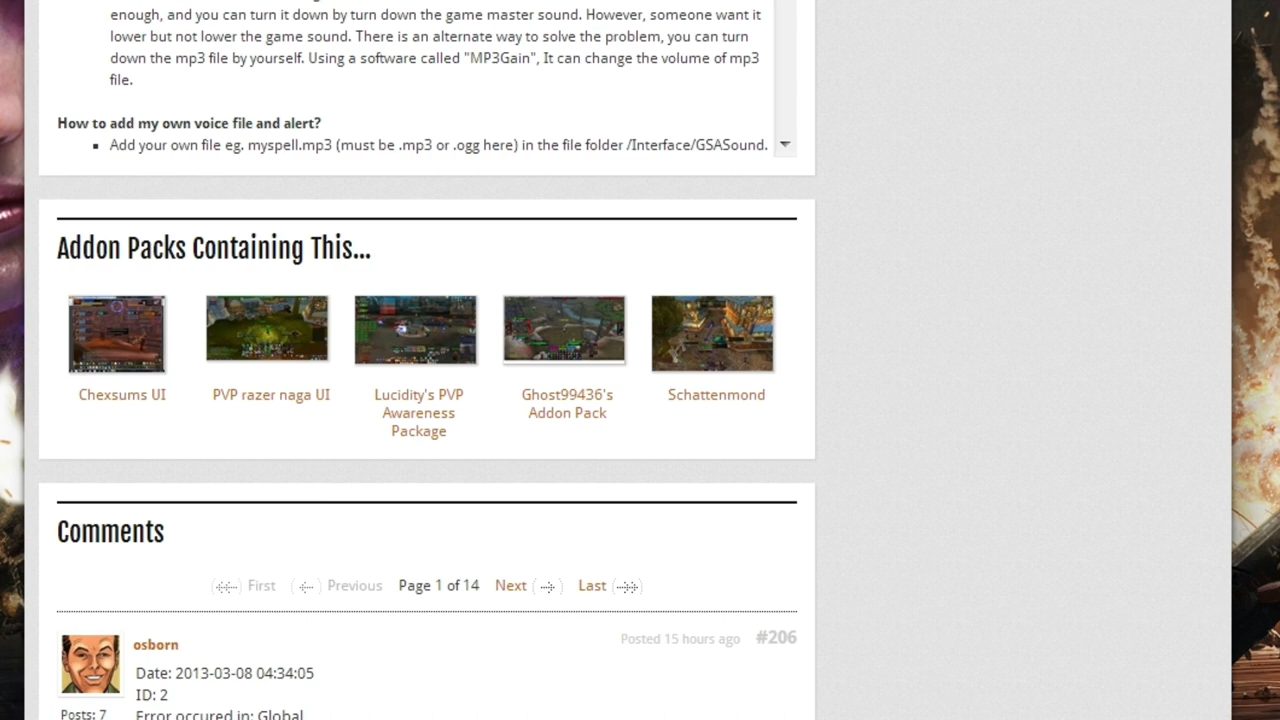 enough, and you can turn it down by turn down the game master sound. However, someone want it
lower but not lower the game sound. There is an alternate way to solve the problem, you can turn
down the mp3 file by yourself. Using a software called "MP3Gain", It can change the volume of mp3
file.
How to add my own voice file and alert?
▪ Add your own file eg. myspell.mp3 (must be .mp3 or .ogg here) in the file folder /Interface/GSASound.
Addon Packs Containing This...
Chexsums UI
PVP razer naga UI
Lucidity's PVP
Awareness
Package
Ghost99436's
Addon Pack
Schattenmond
Comments
First Previous Page 1 of 14 Next Last
osborn
Posted 15 hours ago #206
Date: 2013-03-08 04:34:05
ID: 2
Error occured in: Global
Posts: 7